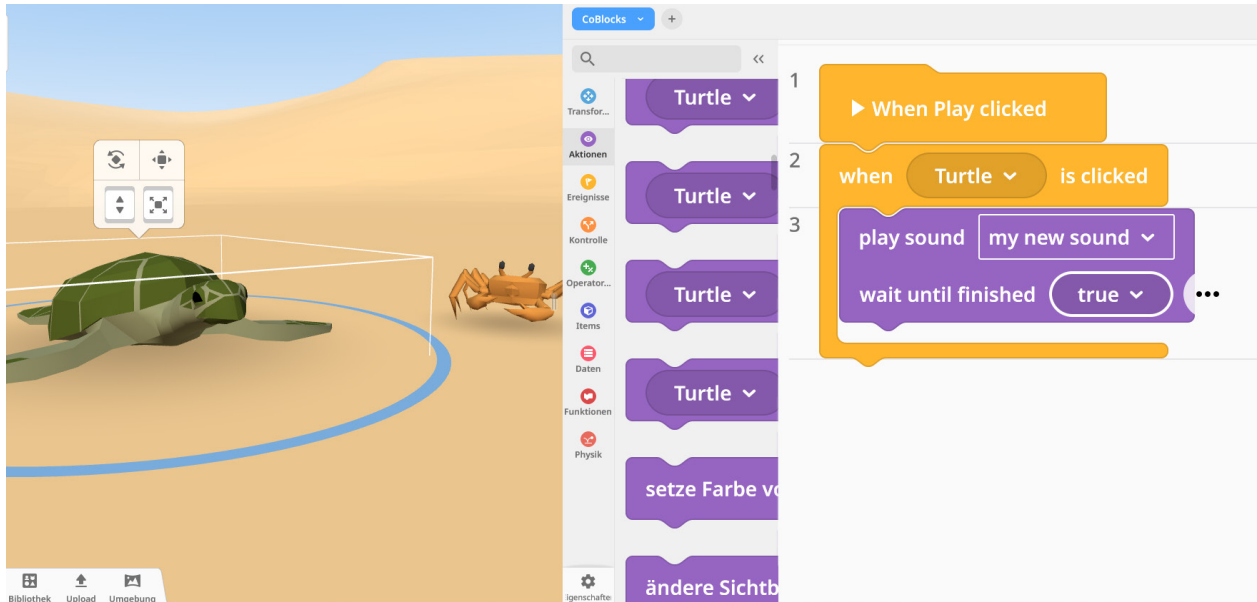 CoBlocks
+
Transfor...
Aktionen
Ereignisse
Kontrolle
Operator...
Items
Daten
Funktionen
Physik
Turtle
Turtle
Turtle
Turtle
setze Farbe vo
ändere Sichtb
1
When Play clicked
2
when Turtle is clicked
3
play sound my new sound
wait until finished true ...
Bibliothek
Upload
Umgebung
igenschafte